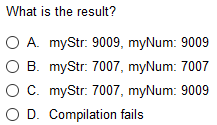 What is the result?
A. myStr: 9009, myNum: 9009
B. myStr: 7007, myNum: 7007
C. myStr: 7007, myNum: 9009
D. Compilation fails